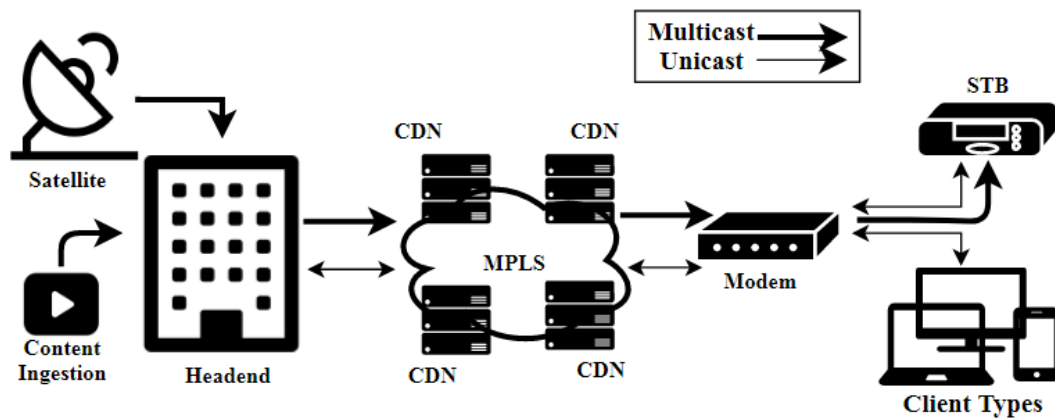 Multicast
Unicast
STB
CDN
CDN
Satellite
MPLS
Modem
Content
Ingestion
Headend
CDN
CDN
Client Types